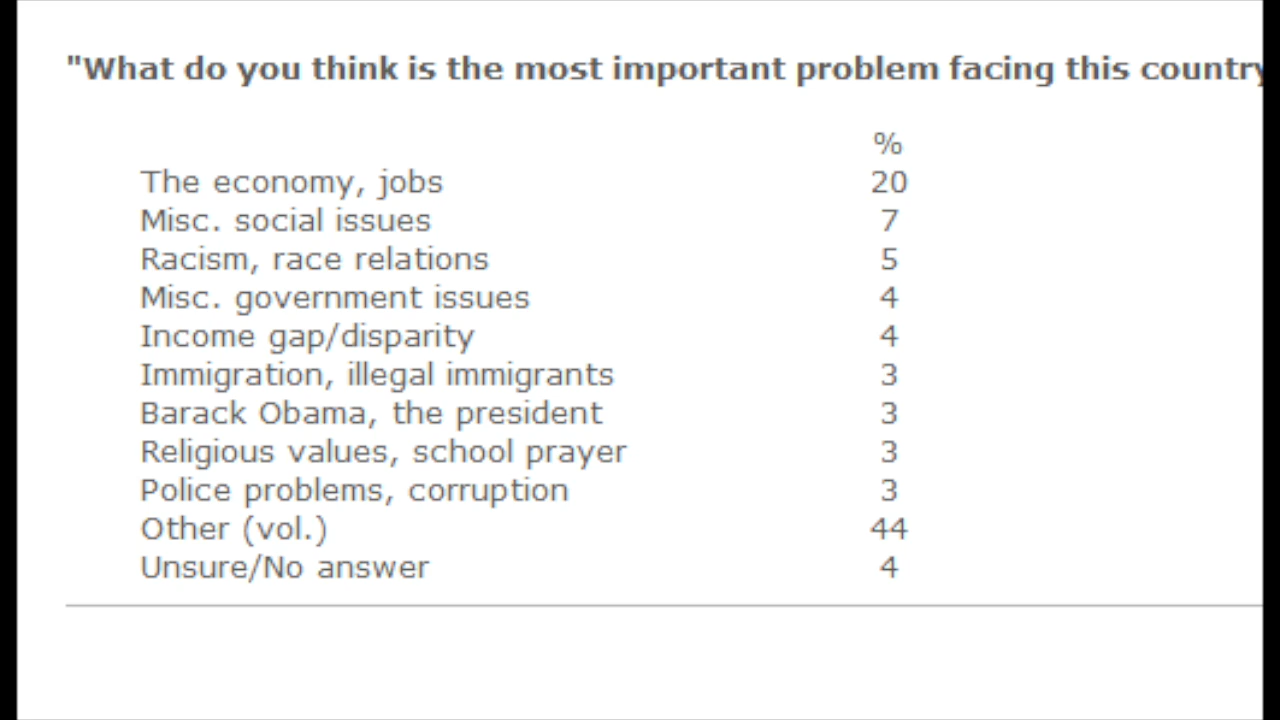 "What do you think is the most important problem facing this country
%
The economy, jobs 20
Misc. social issues 7
Racism, race relations 5
Misc. government issues 4
Income gap/disparity 4
Immigration, illegal immigrants 3
Barack Obama, the president 3
Religious values, school prayer 3
Police problems, corruption 3
Other (vol.) 44
Unsure/No answer 4